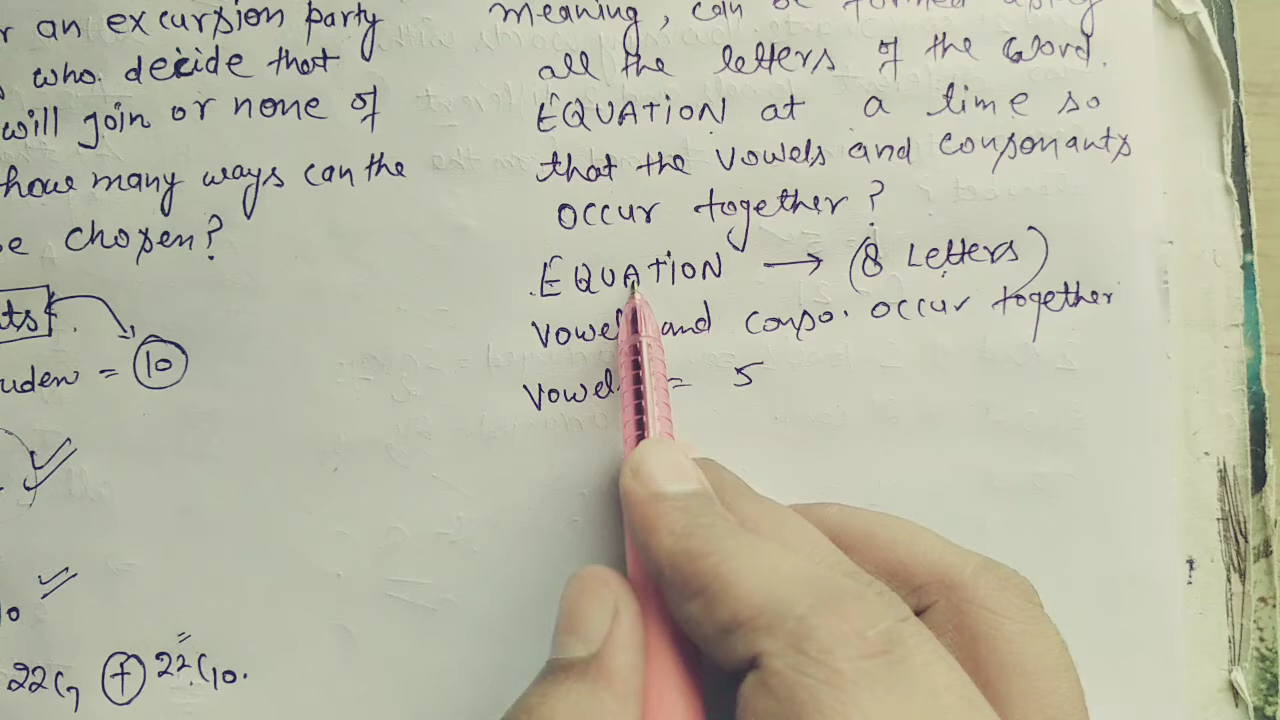 r an excursion party
who decide that
will join or none of
how many ways can the
e chosen?
ts
uden = 10
22C7 + 22C10.
meaning, can be formed using
all the letters of the word.
EQUATION at a time so
that the vowels and consonants
occur together?
EQUATION → (8 Letters)
Vowel and conso. occur together
Vowel = 5